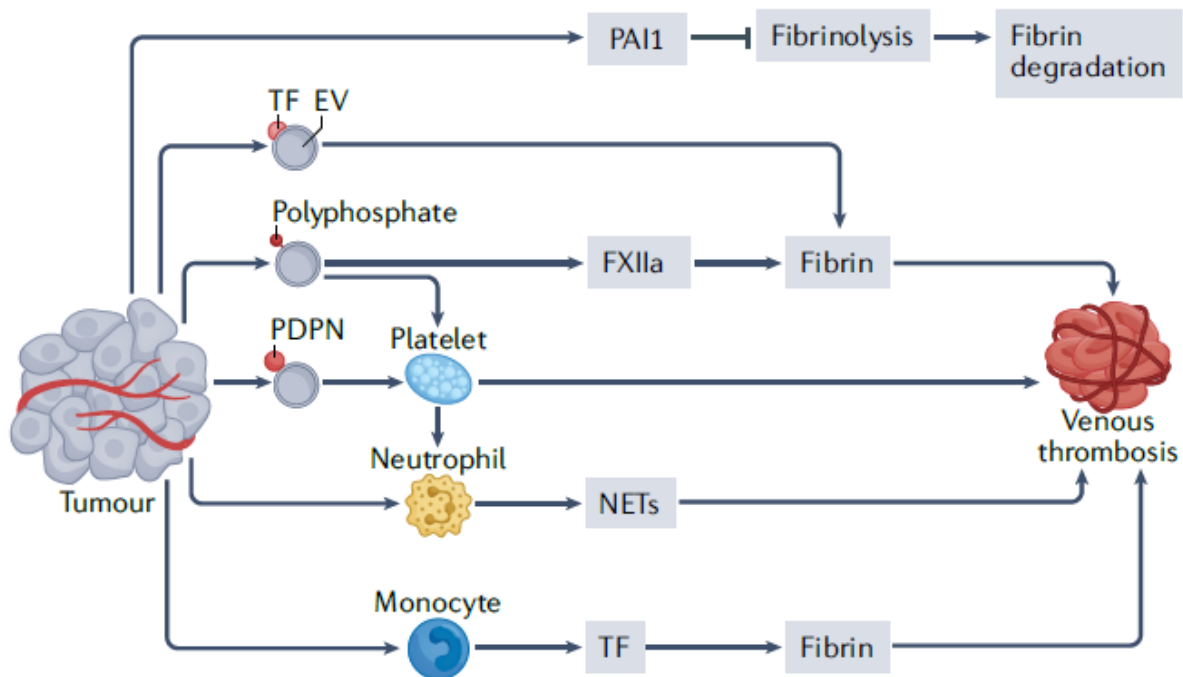 PAI1
Fibrinolysis
Fibrin
degradation
TF EV
Polyphosphate
FXIIa
Fibrin
PDPN
Platelet
Venous
thrombosis
Neutrophil
NETs
Tumour
Monocyte
TF
Fibrin